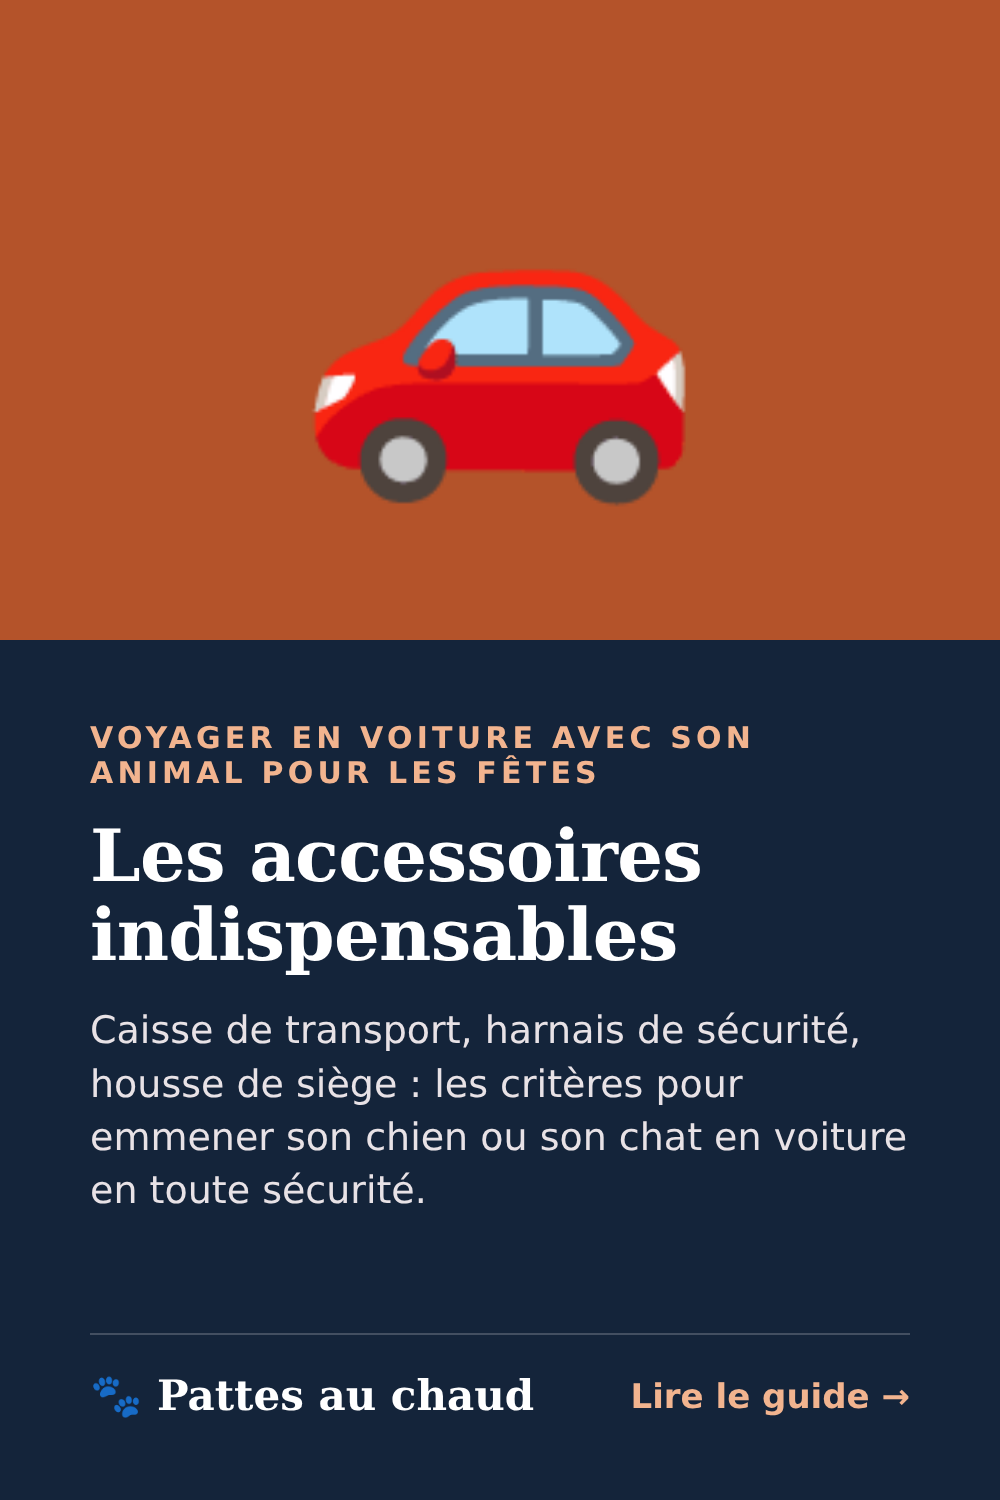 VOYAGER EN VOITURE AVEC SON
ANIMAL POUR LES FÊTES
Les accessoires
indispensables
Caisse de transport, harnais de sécurité,
housse de siège : les critères pour
emmener son chien ou son chat en voiture
en toute sécurité.
🐾 Pattes au chaud
Lire le guide →